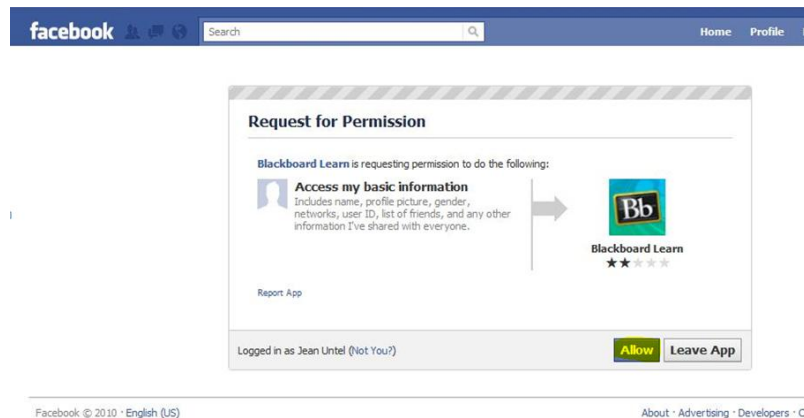 facebook
Search
Home Profile
Request for Permission
Blackboard Learn is requesting permission to do the following:
Access my basic information
Includes name, profile picture, gender,
networks, user ID, list of friends, and any other
information I've shared with everyone.
Bb
Blackboard Learn
Report App
Logged in as Jean Untel (Not You?)
Allow Leave App
Facebook © 2010 · English (US)
About · Advertising · Developers ·